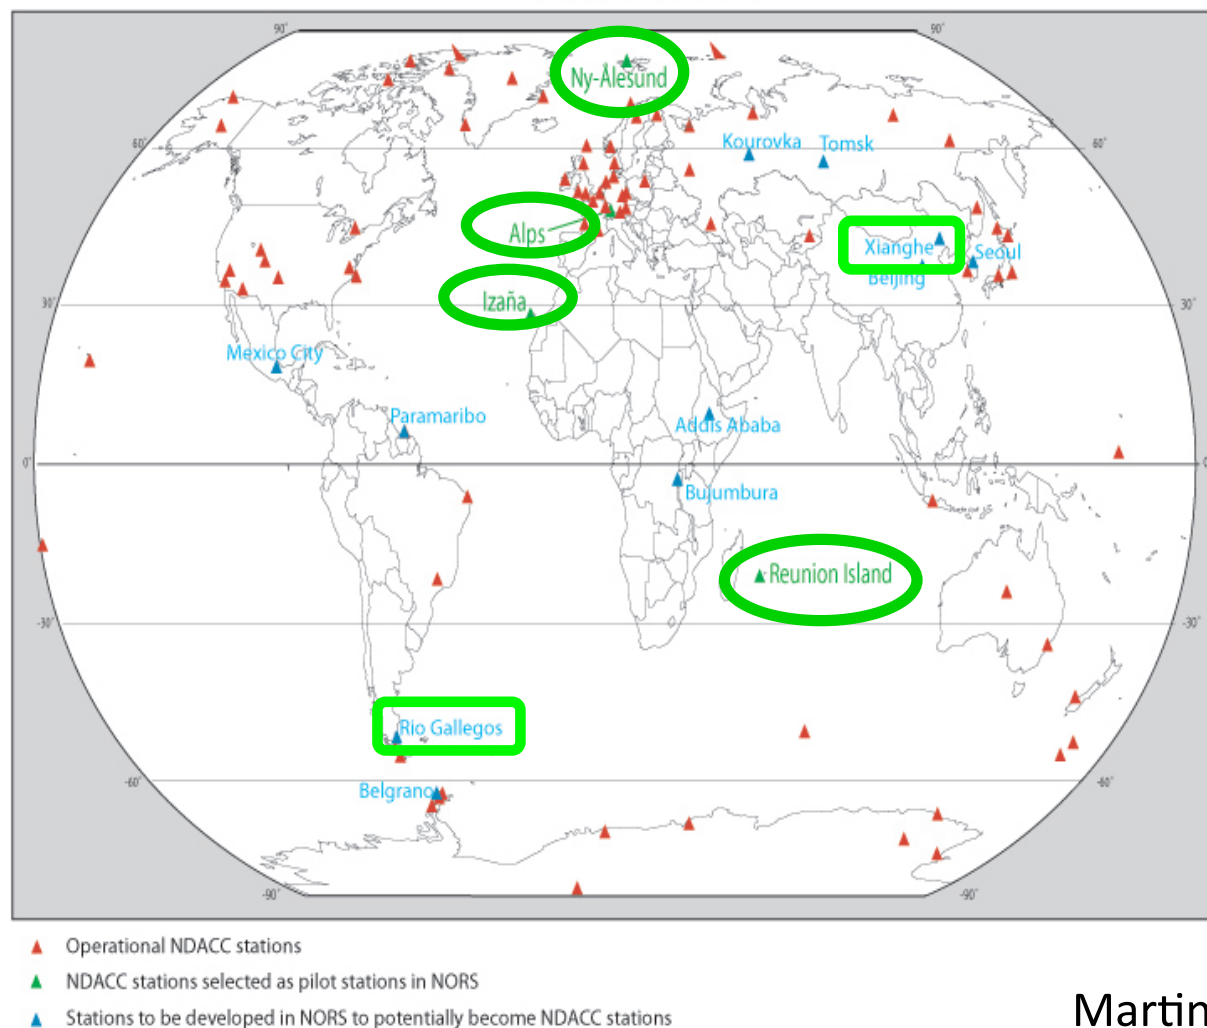 90˚
90˚
Ny-Ålesund
60˚
60˚
Kourovka
Tomsk
Alps
Xianghe
Seoul
Beijing
Izaña
30˚
30˚
Mexico City
Paramaribo
Addis Ababa
0˚
Bujumbura
Reunion Island
-30˚
-30˚
Rio Gallegos
-60˚
-60˚
Belgrano
-90˚
-90˚
Operational NDACC stations
NDACC stations selected as pilot stations in NORS
Stations to be developed in NORS to potentially become NDACC stations
Martin